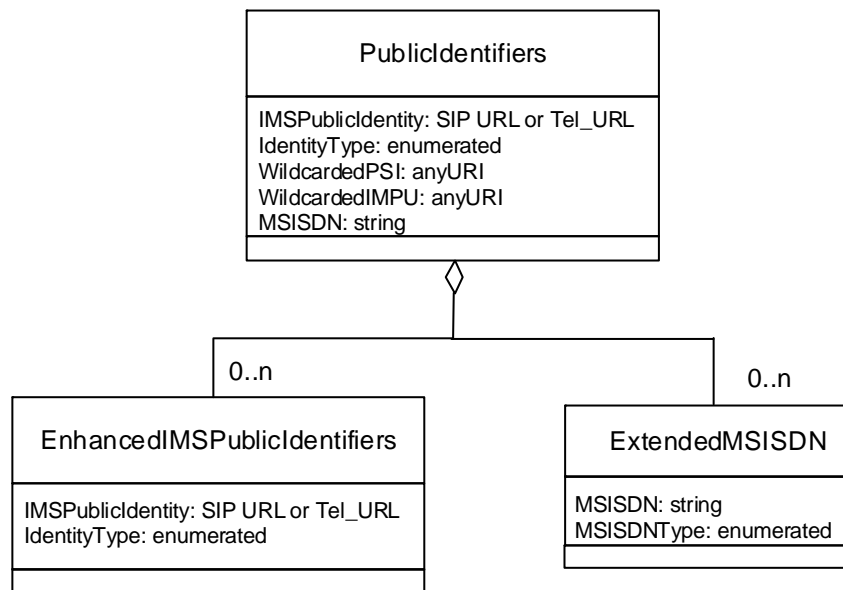 PublicIdentifiers
IMSPublicIdentity: SIP URL or Tel_URL
IdentityType: enumerated
WildcardedPSI: anyURI
WildcardedIMPU: anyURI
MSISDN: string
0..n
0..n
EnhancedIMSPublicIdentifiers
IMSPublicIdentity: SIP URL or Tel_URL
IdentityType: enumerated
ExtendedMSISDN
MSISDN: string
MSISDNType: enumerated